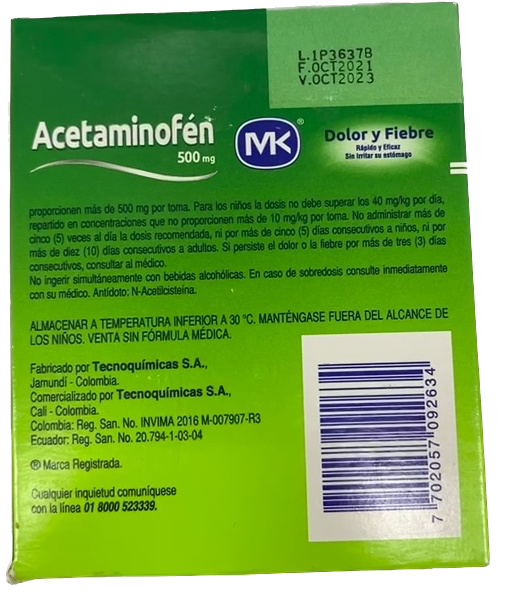 L.1P3637B
F.OCT2021
V.OCT2023
Acetaminofén
500 mg
MK®
Dolor y Fiebre
Rápido y Eficaz
Sin irritar su estómago
proporcionen más de 500 mg por toma. Para los niños la dosis no debe superar los 40 mg/kg por día,
repartido en concentraciones que no proporcionen más de 10 mg/kg por toma. No administrar más de
cinco (5) veces al día la dosis recomendada, ni por más de cinco (5) días consecutivos a niños, ni por
más de diez (10) días consecutivos a adultos. Si persiste el dolor o la fiebre por más de tres (3) días
consecutivos, consultar al médico.
No ingerir simultáneamente con bebidas alcohólicas. En caso de sobredosis consulte inmediatamente
con su médico. Antídoto: N-Acetilcisteína.
ALMACENAR A TEMPERATURA INFERIOR A 30 °C. MANTÉNGASE FUERA DEL ALCANCE DE
LOS NIÑOS. VENTA SIN FÓRMULA MÉDICA.
Fabricado por Tecnoquímicas S.A.,
Jamundí - Colombia.
Comercializado por Tecnoquímicas S.A.,
Cali - Colombia.
Colombia: Reg. San. No. INVIMA 2016 M-007907-R3
Ecuador: Reg. San. No. 20.794-1-03-04
® Marca Registrada.
Cualquier inquietud comuníquese
con la línea 01 8000 523339.
7 702057 092634